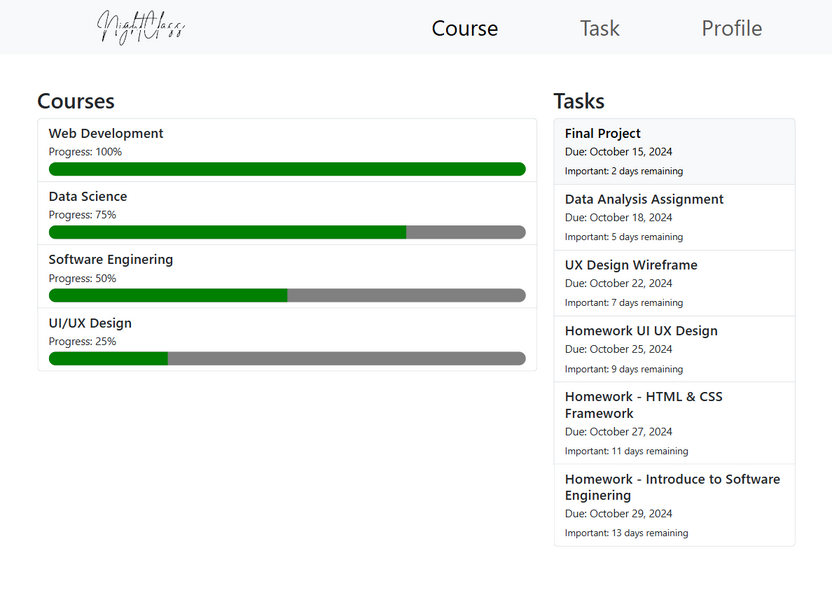 NightClass
Course
Task
Profile
Courses
Web Development
Progress: 100%
Data Science
Progress: 75%
Software Enginering
Progress: 50%
UI/UX Design
Progress: 25%
Tasks
Final Project
Due: October 15, 2024
Important: 2 days remaining
Data Analysis Assignment
Due: October 18, 2024
Important: 5 days remaining
UX Design Wireframe
Due: October 22, 2024
Important: 7 days remaining
Homework UI UX Design
Due: October 25, 2024
Important: 9 days remaining
Homework - HTML & CSS
Framework
Due: October 27, 2024
Important: 11 days remaining
Homework - Introduce to Software
Enginering
Due: October 29, 2024
Important: 13 days remaining